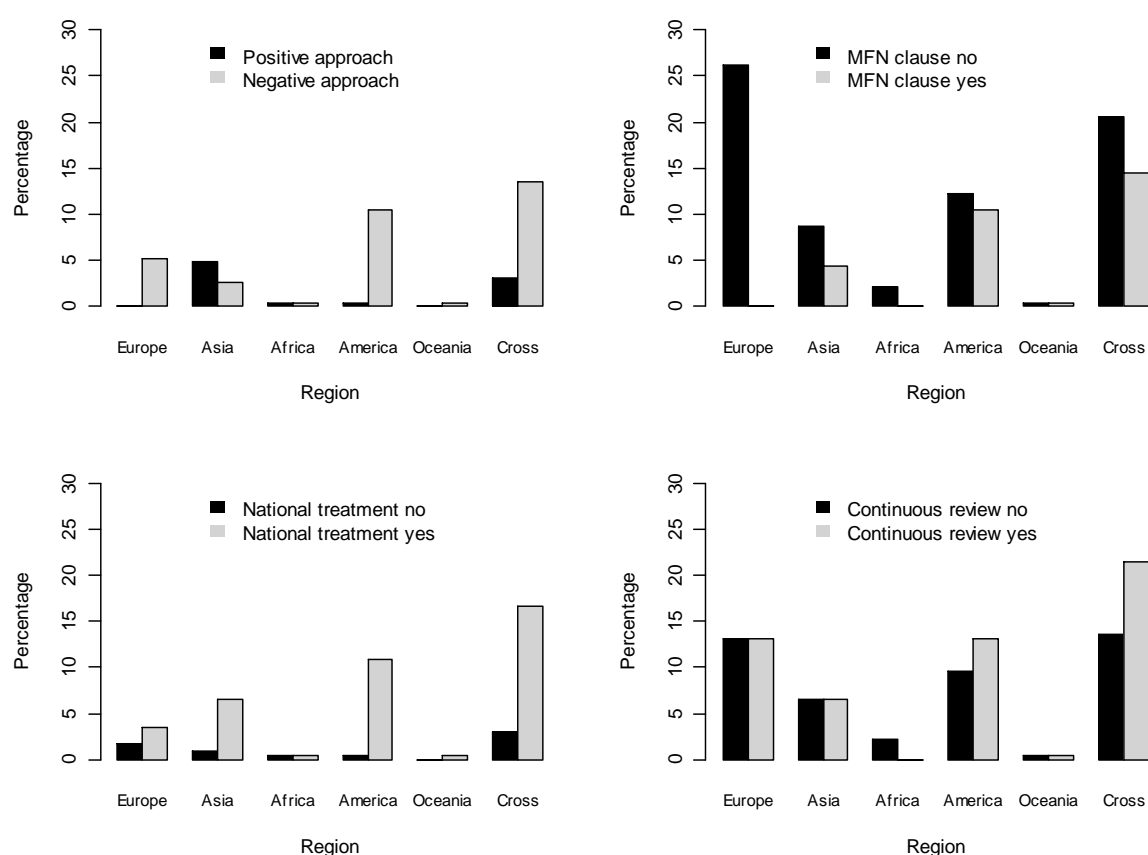 30
25
20
15
10
5
0
Percentage
Positive approach
Negative approach
Europe Asia Africa America Oceania Cross
Region
30
25
20
15
10
5
0
Percentage
MFN clause no
MFN clause yes
Europe Asia Africa America Oceania Cross
Region
30
25
20
15
10
5
0
Percentage
National treatment no
National treatment yes
Europe Asia Africa America Oceania Cross
Region
30
25
20
15
10
5
0
Percentage
Continuous review no
Continuous review yes
Europe Asia Africa America Oceania Cross
Region